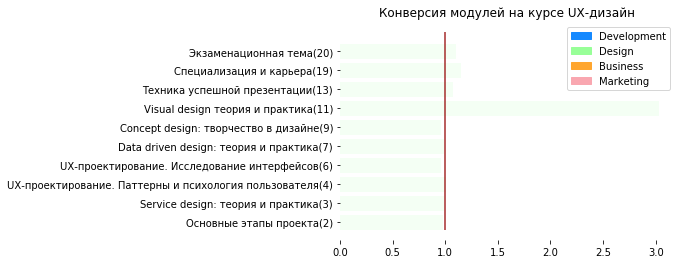 Конверсия модулей на курсе UX-дизайн
Development
Design
Business
Marketing
Экзаменационная тема(20)
Специализация и карьера(19)
Техника успешной презентации(13)
Visual design теория и практика(11)
Concept design: творчество в дизайне(9)
Data driven design: теория и практика(7)
UX-проектирование. Исследование интерфейсов(6)
UX-проектирование. Паттерны и психология пользователя(4)
Service design: теория и практика(3)
Основные этапы проекта(2)
0.0 0.5 1.0 1.5 2.0 2.5 3.0